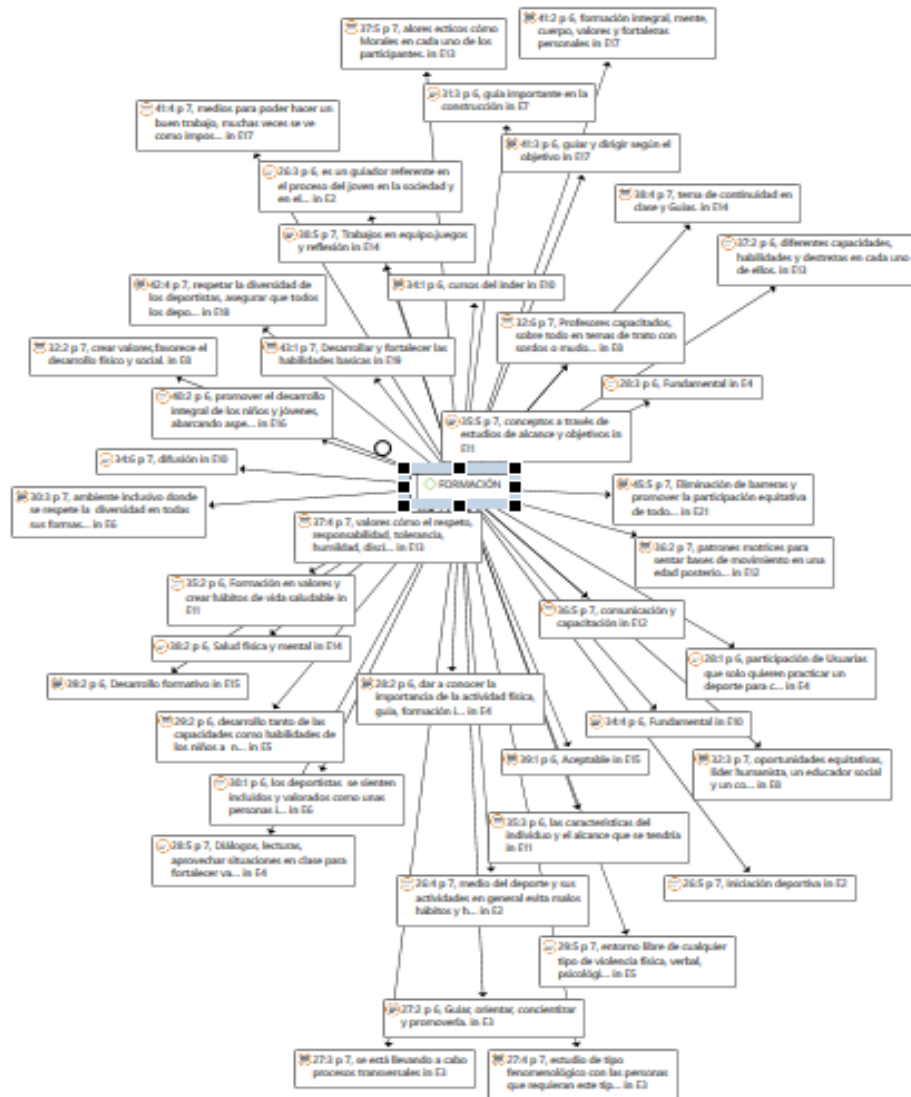 37:5 p 7, alores ecticos cómo
Morales en cada uno de los
participantes. in E13
41:2 p 6, formación integral, mente,
cuerpo, valores y fortalezas
personales in E17
31:3 p 6, guia importante en la
construcción in E7
41:4 p 7, medios para poder hacer un
buen trabajo, muchas veces se ve
como impos... in E17
41:3 p 6, guiar y dirigir según el
objetivo in E17
26:3 p 6, es un guiador referente en
el proceso del joven en la sociedad y
en el... in E2
38:4 p 7, tema de continuidad en
clase y Guias. in E14
38:5 p 7, Trabajos en equipo,juegos
y reflexión in E14
37:2 p 6, diferentes capacidades,
habilidades y destrezas en cada uno
de ellos. in E13
42:4 p 7, respetar la diversidad de
los deportistas, asegurar que todos
los depo... in E18
34:1 p 6, cursos del inder in E10
32:6 p 7, Profesores capacitados,
sobre todo en temas de trato con
sordos o mudo... in E8
32:2 p 7, crear valores,favorece el
desarrollo físico y social. in E8
43:1 p 7, Desarrollar y fortalecer las
habilidades basicas in E19
28:3 p 6, Fundamental in E4
40:2 p 6, promover el desarrollo
integral de los niños y jóvenes,
abarcando aspe... in E16
35:5 p 7, conceptos a través de
estudios de alcance y objetivos in
E11
34:6 p 7, difusión in E10
FORMACIÓN
45:5 p 7, Eliminación de barreras y
promover la participación equitativa
de todo... in E21
30:3 p 7, ambiente inclusivo donde
se respete la diversidad en todas
sus formas... in E6
37:4 p 7, valores cómo el respeto,
responsabilidad, tolerancia,
humildad, disci... in E13
36:2 p 7, patrones motrices para
sentar bases de movimiento en una
edad posterio... in E12
35:2 p 6, Formación en valores y
crear hábitos de vida saludable in
E11
36:5 p 7, comunicación y
capacitación in E12
38:2 p 6, Salud física y mental in E14
28:1 p 6, participación de Usuarias
que solo quieren practicar un
deporte para c... in E4
39:2 p 6, Desarrollo formativo in E15
28:2 p 6, dar a conocer la
importancia de la actividad física,
guia, formación i... in E4
29:2 p 6, desarrollo tanto de las
capacidades como habilidades de
los niños a n... in E5
34:4 p 6, Fundamental in E10
39:1 p 6, Aceptable in E15
32:3 p 7, oportunidades equitativas,
líder humanista, un educador social
y un co... in E8
30:1 p 6, los deportistas se sienten
incluidos y valorados como unas
personas i... in E6
35:3 p 6, las características del
individuo y el alcance que se tendría
in E11
28:5 p 7, Diálogos, lecturas,
aprovechar situaciones en clase para
fortalecer va... in E4
26:4 p 7, medio del deporte y sus
actividades en general evita malos
hábitos y h... in E2
26:5 p 7, iniciación deportiva in E2
29:5 p 7, entorno libre de cualquier
tipo de violencia física, verbal,
psicológi... in E5
27:2 p 6, Guiar, orientar, concientizar
y promoverla. in E3
27:3 p 7, se está llevando a cabo
procesos transversales in E3
27:4 p 7, estudio de tipo
fenomenológico con las personas
que requieran este tip... in E3